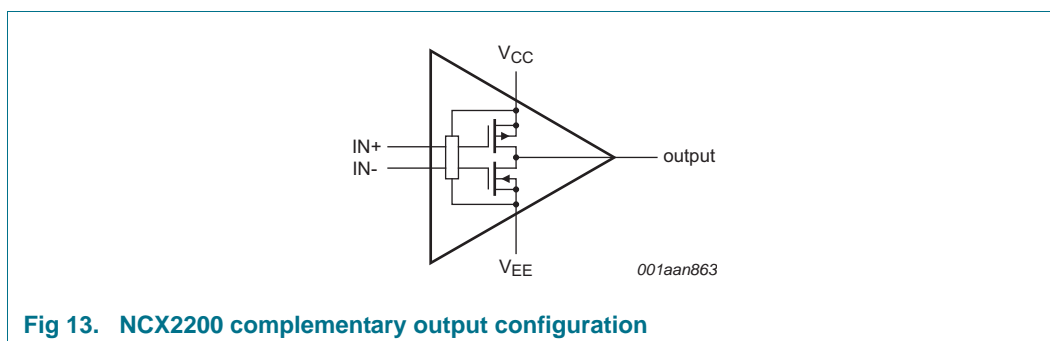 VCC
IN+
IN-
output
VEE
001aan863
Fig 13. NCX2200 complementary output configuration